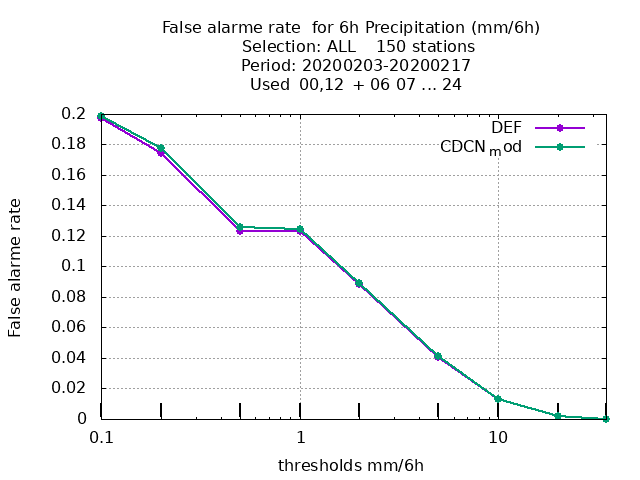 False alarme rate  for 6h Precipitation (mm/6h)
Selection: ALL    150 stations
Period: 20200203-20200217
Used  00,12  + 06 07 ... 24
DEF
CDCN_mod
False alarme rate
0.2
0.18
0.16
0.14
0.12
0.1
0.08
0.06
0.04
0.02
0
0.1
1
10
thresholds mm/6h